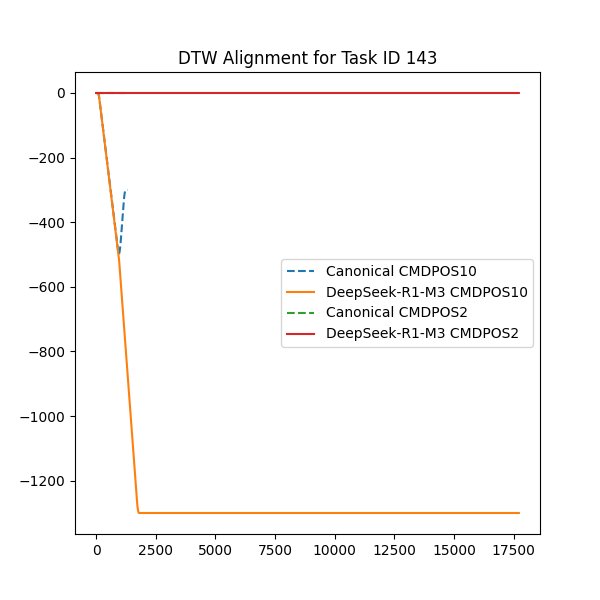 DTW Alignment for Task ID 143
0
−200
−400
−600
−800
−1000
−1200
Canonical CMDPOS10
DeepSeek-R1-M3 CMDPOS10
Canonical CMDPOS2
DeepSeek-R1-M3 CMDPOS2
0 2500 5000 7500 10000 12500 15000 17500